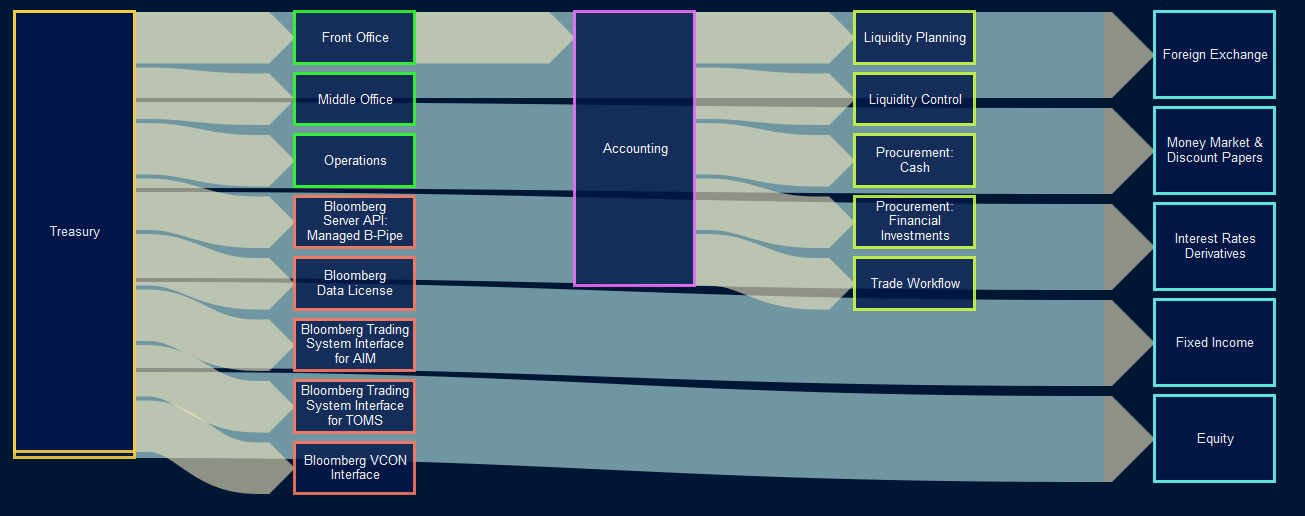 Treasury
Front Office
Middle Office
Operations
Bloomberg
Server API:
Managed B-Pipe
Bloomberg
Data License
Bloomberg Trading
System Interface
for AIM
Bloomberg Trading
System Interface
for TOMS
Bloomberg VCON
Interface
Accounting
Liquidity Planning
Liquidity Control
Procurement:
Cash
Procurement:
Financial
Investments
Trade Workflow
Foreign Exchange
Money Market &
Discount Papers
Interest Rates
Derivatives
Fixed Income
Equity